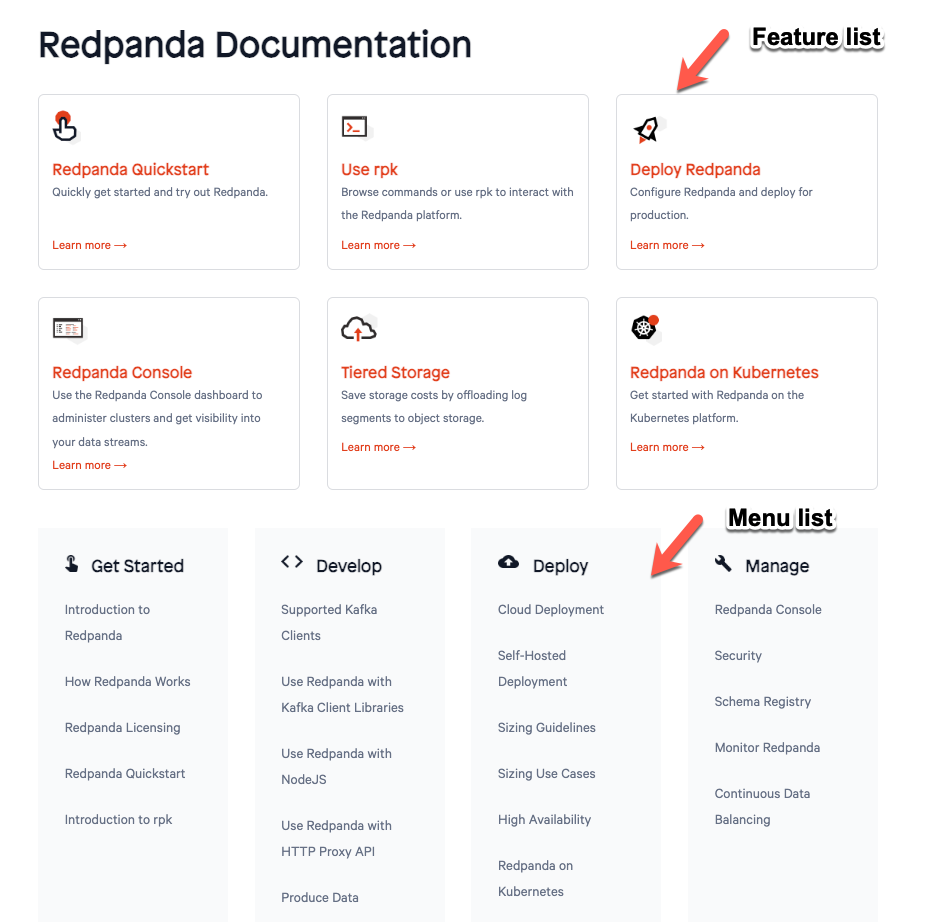 Redpanda Documentation
Feature list
Redpanda Quickstart
Quickly get started and try out Redpanda.
Learn more →
Use rpk
Browse commands or use rpk to interact with
the Redpanda platform.
Learn more →
Deploy Redpanda
Configure Redpanda and deploy for
production.
Learn more →
Redpanda Console
Use the Redpanda Console dashboard to
administer clusters and get visibility into
your data streams.
Learn more →
Tiered Storage
Save storage costs by offloading log
segments to object storage.
Learn more →
Redpanda on Kubernetes
Get started with Redpanda on the
Kubernetes platform.
Learn more →
Menu list
Get Started
Introduction to
Redpanda
How Redpanda Works
Redpanda Licensing
Redpanda Quickstart
Introduction to rpk
Develop
Supported Kafka
Clients
Use Redpanda with
Kafka Client Libraries
Use Redpanda with
NodeJS
Use Redpanda with
HTTP Proxy API
Produce Data
Deploy
Cloud Deployment
Self-Hosted
Deployment
Sizing Guidelines
Sizing Use Cases
High Availability
Redpanda on
Kubernetes
Manage
Redpanda Console
Security
Schema Registry
Monitor Redpanda
Continuous Data
Balancing